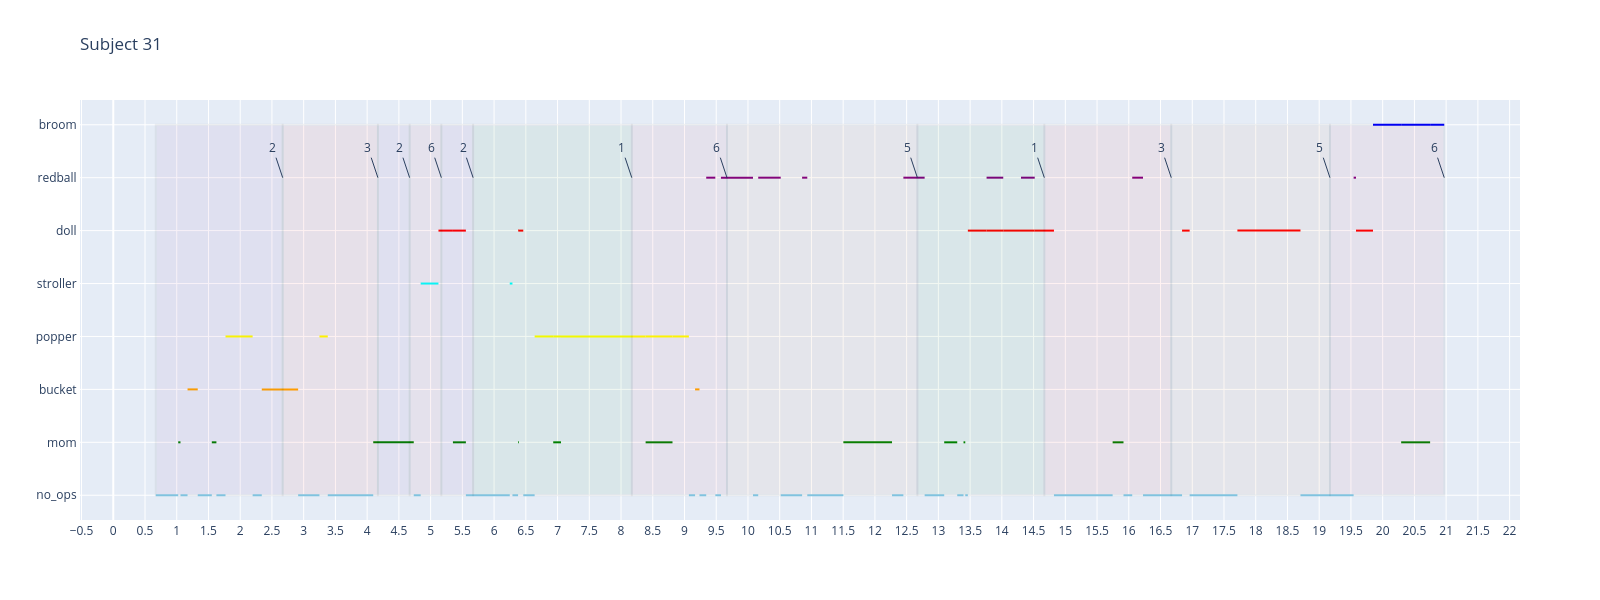 Subject 31
broom
2 3 2 6 2 1 6 5 1 3 5 6
redball
doll
stroller
popper
bucket
mom
no_ops
−0.5 0 0.5 1 1.5 2 2.5 3 3.5 4 4.5 5 5.5 6 6.5 7 7.5 8 8.5 9 9.5 10 10.5 11 11.5 12 12.5 13 13.5 14 14.5 15 15.5 16 16.5 17 17.5 18 18.5 19 19.5 20 20.5 21 21.5 22